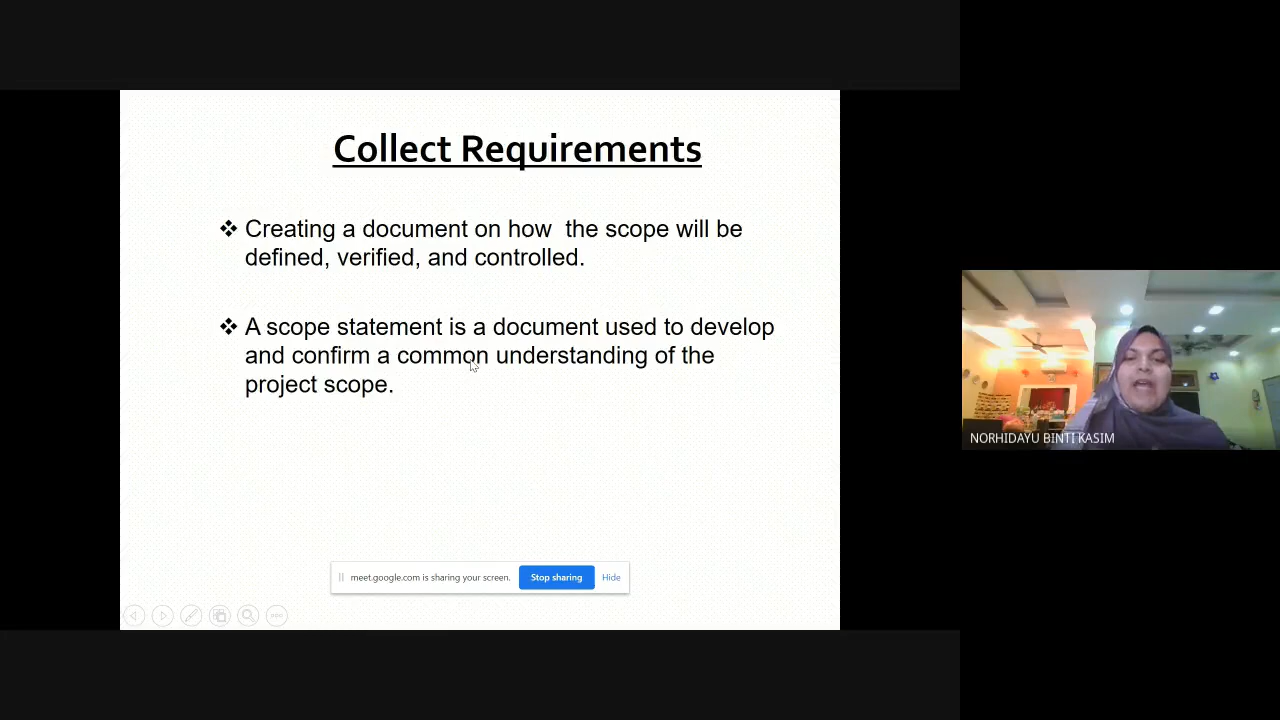 Collect Requirements
❖ Creating a document on how the scope will be
defined, verified, and controlled.
❖ A scope statement is a document used to develop
and confirm a common understanding of the
project scope.
NORHIDAYU BINTI KASIM
meet.google.com is sharing your screen. Stop sharing Hide